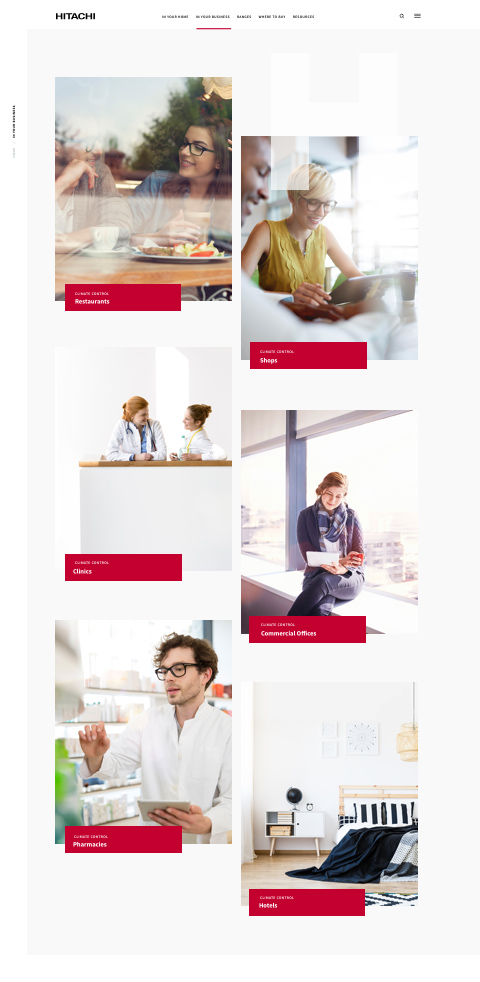 HITACHI
IN YOUR HOME IN YOUR BUSINESS RANGES WHERE TO BUY RESOURCES
IN YOUR BUSINESS
CLIMATE CONTROL
Restaurants
CLIMATE CONTROL
Shops
CLIMATE CONTROL
Clinics
CLIMATE CONTROL
Commercial Offices
CLIMATE CONTROL
Pharmacies
CLIMATE CONTROL
Hotels